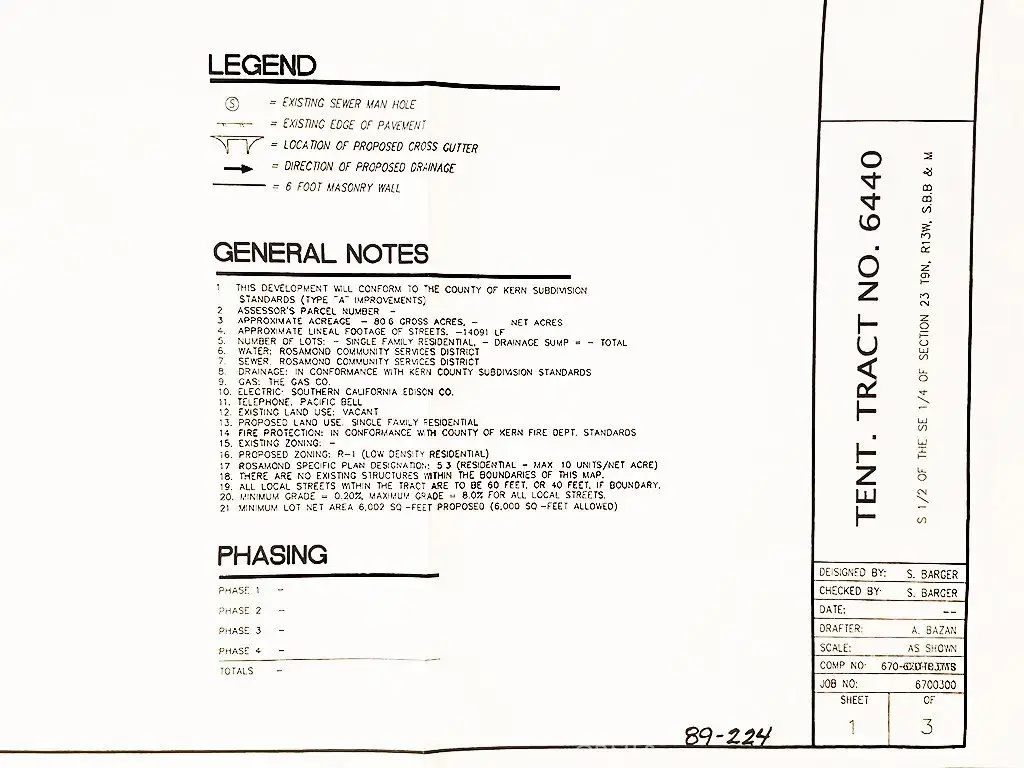 LEGEND
Ⓢ = EXISTING SEWER MAN HOLE
= EXISTING EDGE OF PAVEMENT
= LOCATION OF PROPOSED CROSS GUTTER
= DIRECTION OF PROPOSED DRAINAGE
= 6 FOOT MASONRY WALL
GENERAL NOTES
1 THIS DEVELOPMENT WILL CONFORM TO THE COUNTY OF KERN SUBDIVISION
STANDARDS (TYPE "A" IMPROVEMENTS)
2 ASSESSOR'S PARCEL NUMBER -
3 APPROXIMATE ACREAGE - 80.6 GROSS ACRES, - NET ACRES
4. APPROXIMATE LINEAL FOOTAGE OF STREETS. -14091 LF
5. NUMBER OF LOTS: - SINGLE FAMILY RESIDENTIAL, - DRAINAGE SUMP = - TOTAL
6. WATER: ROSAMOND COMMUNITY SERVICES DISTRICT
7. SEWER. ROSAMOND COMMUNITY SERVICES DISTRICT
8. DRAINAGE: IN CONFORMANCE WITH KERN COUNTY SUBDIVISION STANDARDS
9. GAS: THE GAS CO.
10. ELECTRIC: SOUTHERN CALIFORNIA EDISON CO.
11. TELEPHONE. PACIFIC BELL
12. EXISTING LAND USE: VACANT
13. PROPOSED LAND USE. SINGLE FAMILY RESIDENTIAL
14 FIRE PROTECTION: IN CONFORMANCE WITH COUNTY OF KERN FIRE DEPT. STANDARDS
15. EXISTING ZONING: -
16. PROPOSED ZONING: R-1 (LOW DENSITY RESIDENTIAL)
17 ROSAMOND SPECIFIC PLAN DESIGNATION: 5.3 (RESIDENTIAL - MAX 10 UNITS/NET ACRE)
18. THERE ARE NO EXISTING STRUCTURES WITHIN THE BOUNDARIES OF THIS MAP.
19. ALL LOCAL STREETS WITHIN THE TRACT ARE TO BE 60 FEET, OR 40 FEET, IF BOUNDARY.
20. MINIMUM GRADE = 0.20%, MAXIMUM GRADE = 8.0% FOR ALL LOCAL STREETS.
21 MINIMUM LOT NET AREA 6,002 SQ-FEET PROPOSED (6,000 SQ-FEET ALLOWED)
PHASING
PHASE 1 -
PHASE 2 -
PHASE 3 -
PHASE 4 -
TOTALS -
TENT. TRACT NO. 6440
S 1/2 OF THE SE 1/4 OF SECTION 23 T9N, R13W, S.B.B & M
DEISIGNED BY: S. BARGER
CHECKED BY: S. BARGER
DATE: --
DRAFTER: A. BAZAN
SCALE: AS SHOWN
COMP NO:
JOB NO: 6700300
SHEET OF
1 3
89-224